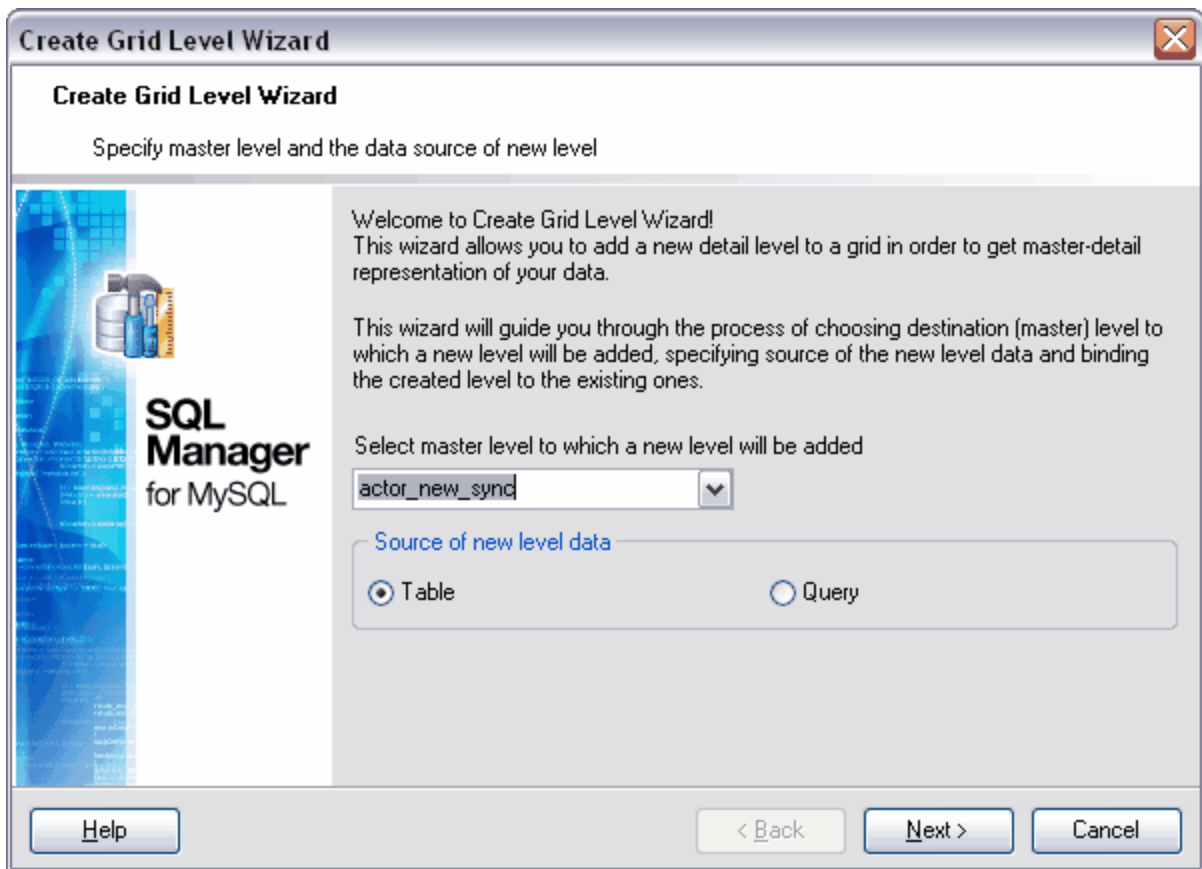 Create Grid Level Wizard
Create Grid Level Wizard
Specify master level and the data source of new level
Welcome to Create Grid Level Wizard!
This wizard allows you to add a new detail level to a grid in order to get master-detail
representation of your data.
This wizard will guide you through the process of choosing destination (master) level to
which a new level will be added, specifying source of the new level data and binding
the created level to the existing ones.
SQL
Manager
for MySQL
Select master level to which a new level will be added
actor_new_sync
Source of new level data
Table
Query
Help
< Back
Next >
Cancel